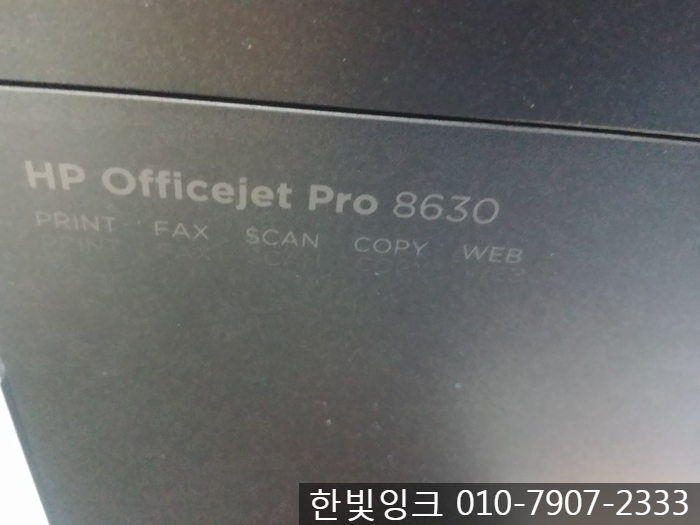 HP Officejet Pro 8630
PRINT FAX SCAN COPY WEB
한빛잉크 010-7907-2333